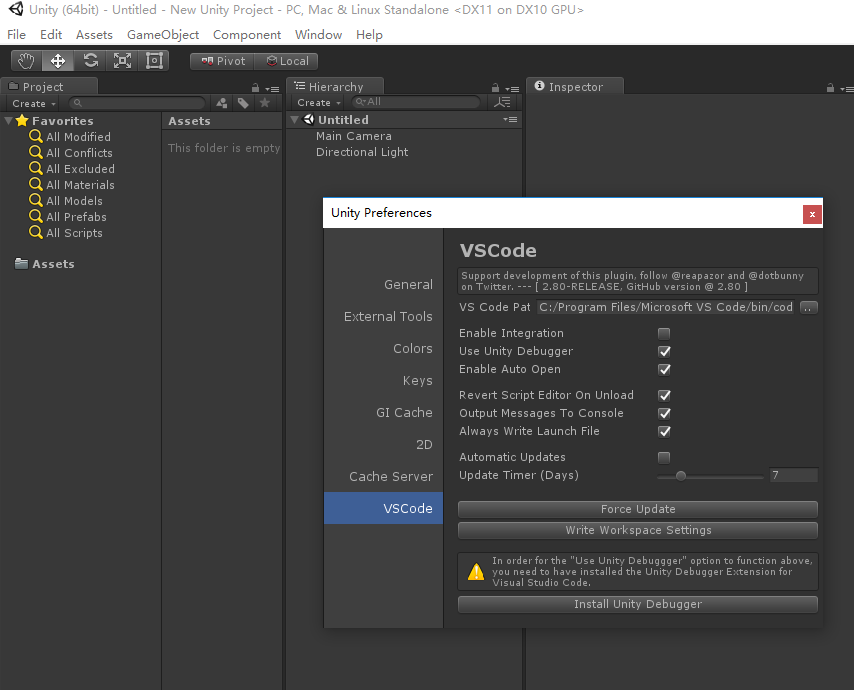 Unity (64bit) - Untitled - New Unity Project - PC, Mac & Linux Standalone <DX11 on DX10 GPU>
File Edit Assets GameObject Component Window Help
Pivot Local
Project
Create
Favorites
All Modified
All Conflicts
All Excluded
All Materials
All Models
All Prefabs
All Scripts
Assets
Assets
This folder is empty
Hierarchy
Create All
Untitled
Main Camera
Directional Light
Inspector
Unity Preferences
x
General
External Tools
Colors
Keys
GI Cache
2D
Cache Server
VSCode
VSCode
Support development of this plugin, follow @reapazor and @dotbunny
on Twitter. --- [ 2.80-RELEASE, GitHub version @ 2.80 ]
VS Code Pat C:/Program Files/Microsoft VS Code/bin/cod ..
Enable Integration
Use Unity Debugger
Enable Auto Open
Revert Script Editor On Unload
Output Messages To Console
Always Write Launch File
Automatic Updates
Update Timer (Days) 7
Force Update
Write Workspace Settings
In order for the "Use Unity Debuggger" option to function above,
you need to have installed the Unity Debugger Extension for
Visual Studio Code.
Install Unity Debugger